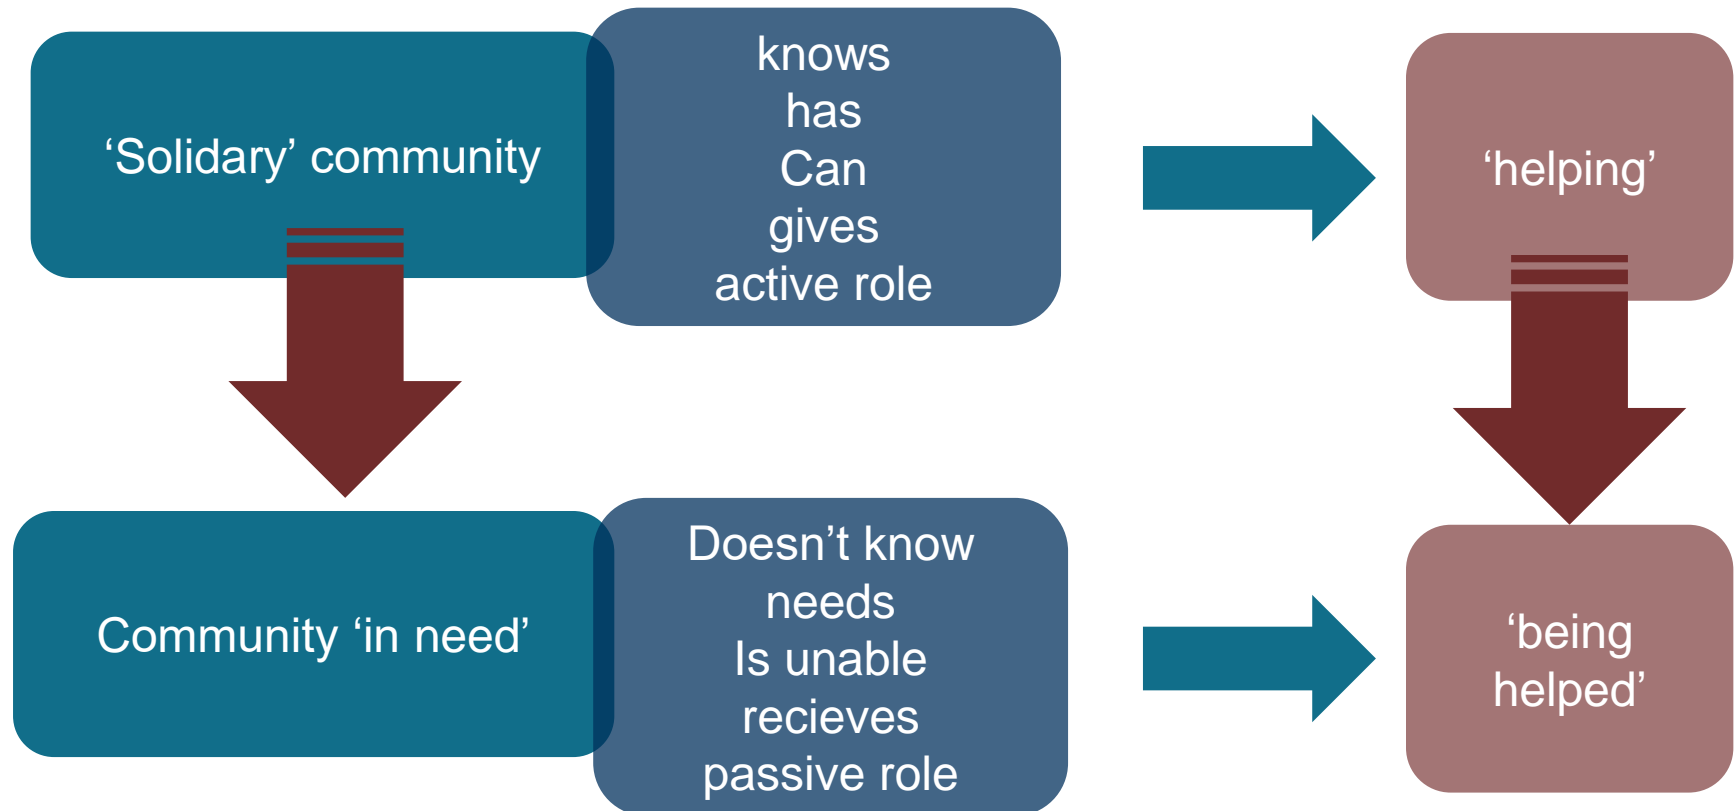 ‘Solidary’ community
knows
has
Can
gives
active role
‘helping’
Community ‘in need’
Doesn’t know
needs
Is unable
recieves
passive role
‘being
helped’